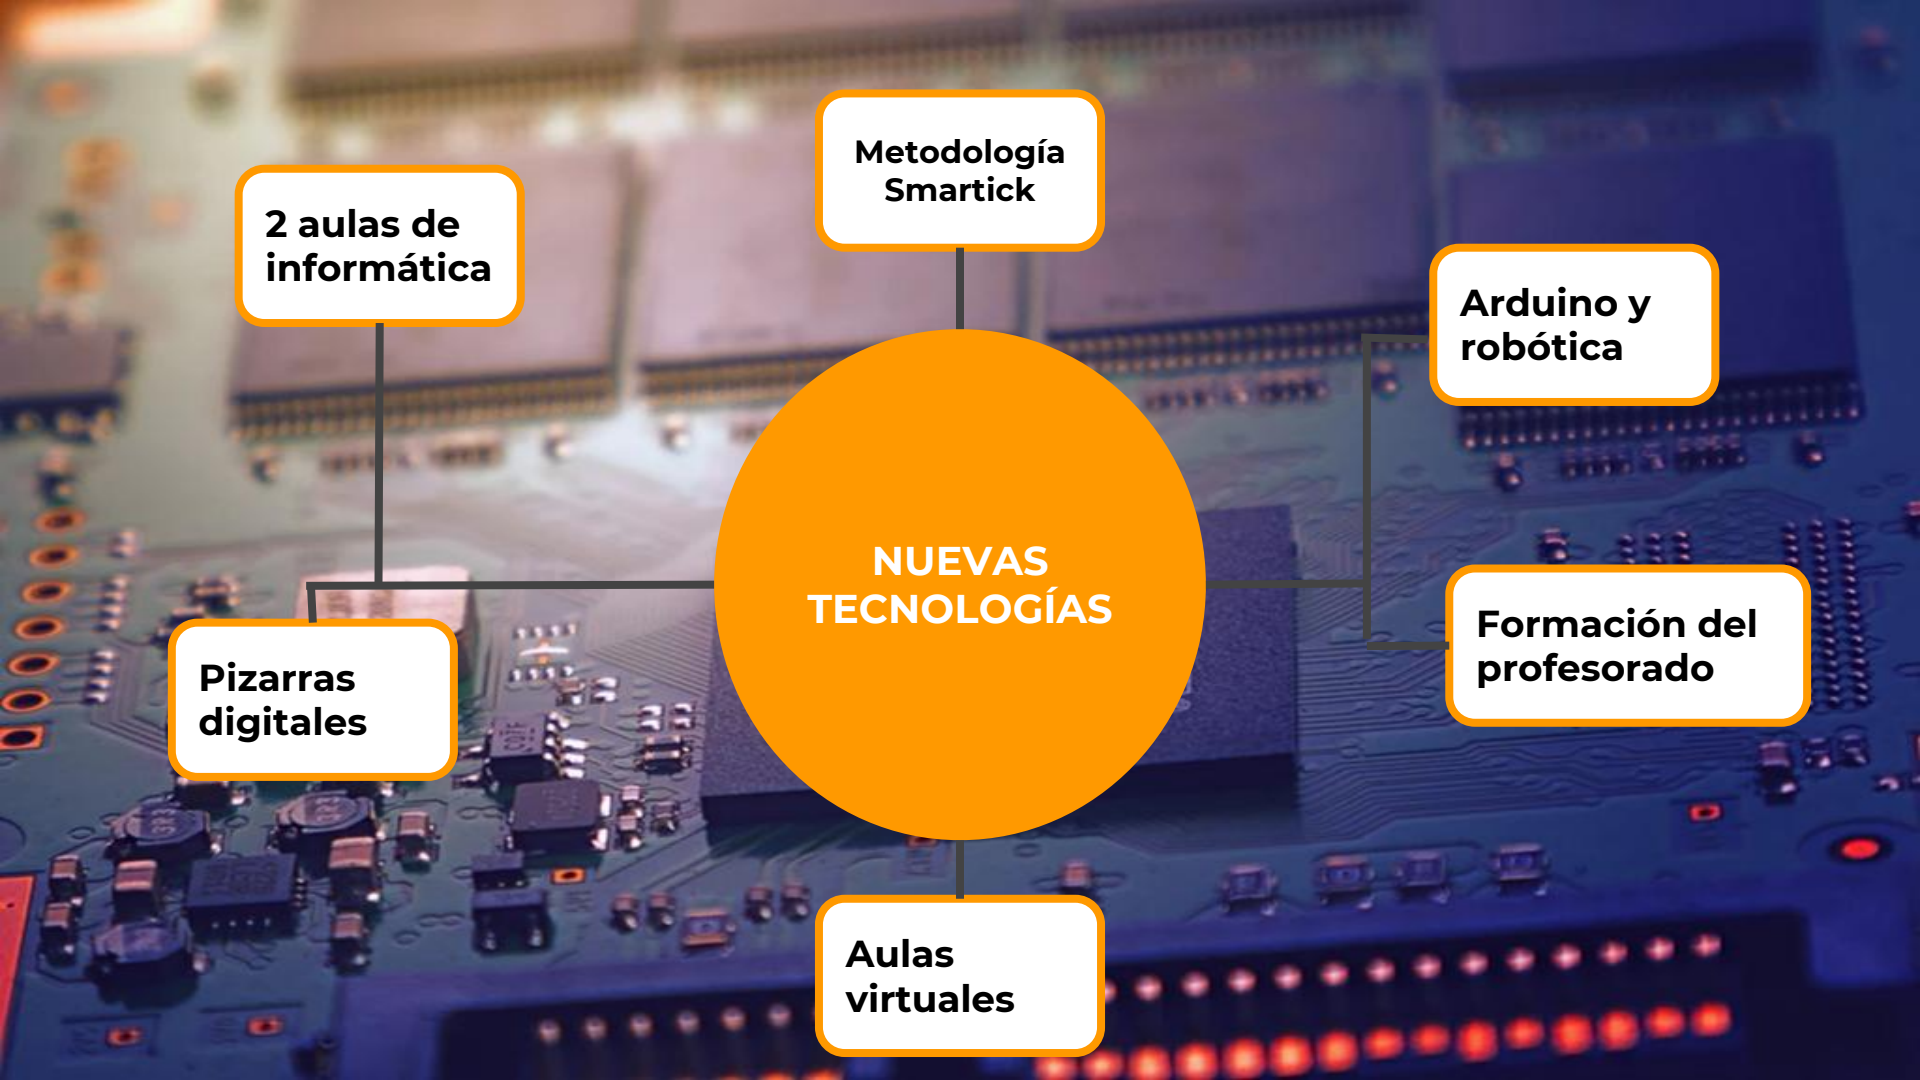 Metodología
Smartick
2 aulas de
informática
Arduino y
robótica
NUEVAS
TECNOLOGÍAS
Formación del
profesorado
Pizarras
digitales
Aulas
virtuales